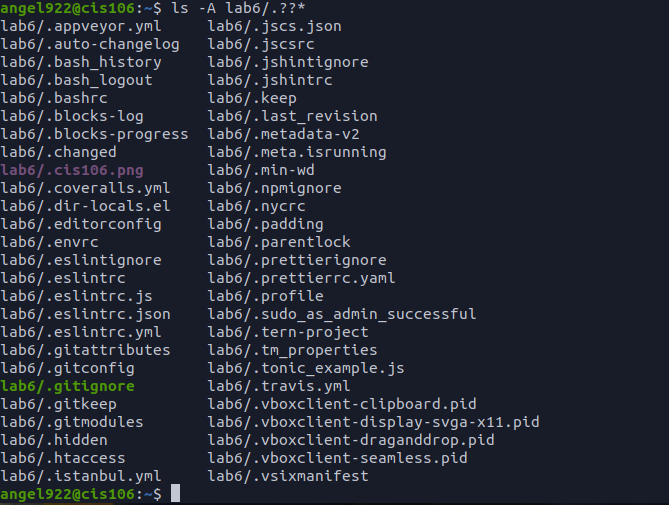 angel922@cis106:~$ ls -A lab6/.??*
lab6/.appveyor.yml lab6/.jscs.json
lab6/.auto-changelog lab6/.jscsrc
lab6/.bash_history lab6/.jshintignore
lab6/.bash_logout lab6/.jshintrc
lab6/.bashrc lab6/.keep
lab6/.blocks-log lab6/.last_revision
lab6/.blocks-progress lab6/.metadata-v2
lab6/.changed lab6/.meta.isrunning
lab6/.cis106.png lab6/.min-wd
lab6/.coveralls.yml lab6/.npmignore
lab6/.dir-locals.el lab6/.nycrc
lab6/.editorconfig lab6/.padding
lab6/.envrc lab6/.parentlock
lab6/.eslintignore lab6/.prettierignore
lab6/.eslintrc lab6/.prettierrc.yaml
lab6/.eslintrc.js lab6/.profile
lab6/.eslintrc.json lab6/.sudo_as_admin_successful
lab6/.eslintrc.yml lab6/.tern-project
lab6/.gitattributes lab6/.tm_properties
lab6/.gitconfig lab6/.tonic_example.js
lab6/.gitignore lab6/.travis.yml
lab6/.gitkeep lab6/.vboxclient-clipboard.pid
lab6/.gitmodules lab6/.vboxclient-display-svga-x11.pid
lab6/.hidden lab6/.vboxclient-draganddrop.pid
lab6/.htaccess lab6/.vboxclient-seamless.pid
lab6/.istanbul.yml lab6/.vsixmanifest
angel922@cis106:~$